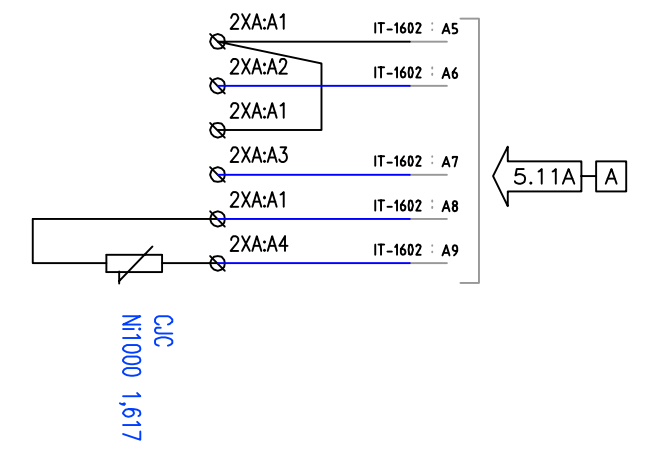 2XA:A1 IT-1602 : A5
2XA:A2 IT-1602 : A6
2XA:A1
2XA:A3 IT-1602 : A7
5.11A A
2XA:A1 IT-1602 : A8
2XA:A4 IT-1602 : A9
CJC
Ni1000 1,617